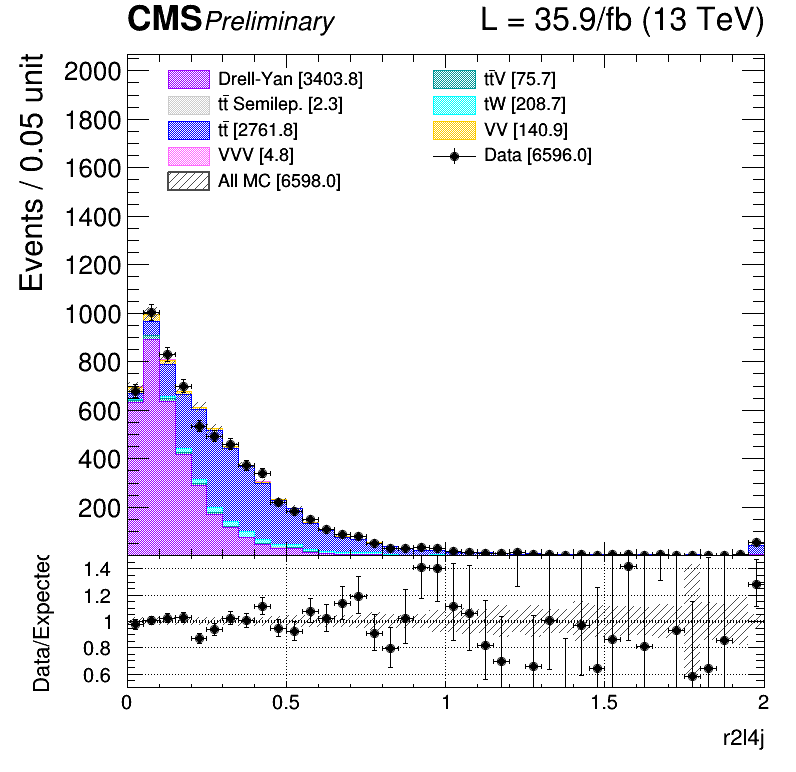 CMS Preliminary L = 35.9/fb (13 TeV)
Events / 0.05 unit
2000
1800
1600
1400
1200
1000
800
600
400
200
Drell-Yan [3403.8]
tt̄ Semilep. [2.3]
tt̄ [2761.8]
VVV [4.8]
All MC [6598.0]
tt̄V [75.7]
tW [208.7]
VV [140.9]
Data [6596.0]
Data/Expected
1.4
1.2
1
0.8
0.6
0 0.5 1 1.5 2
r2l4j